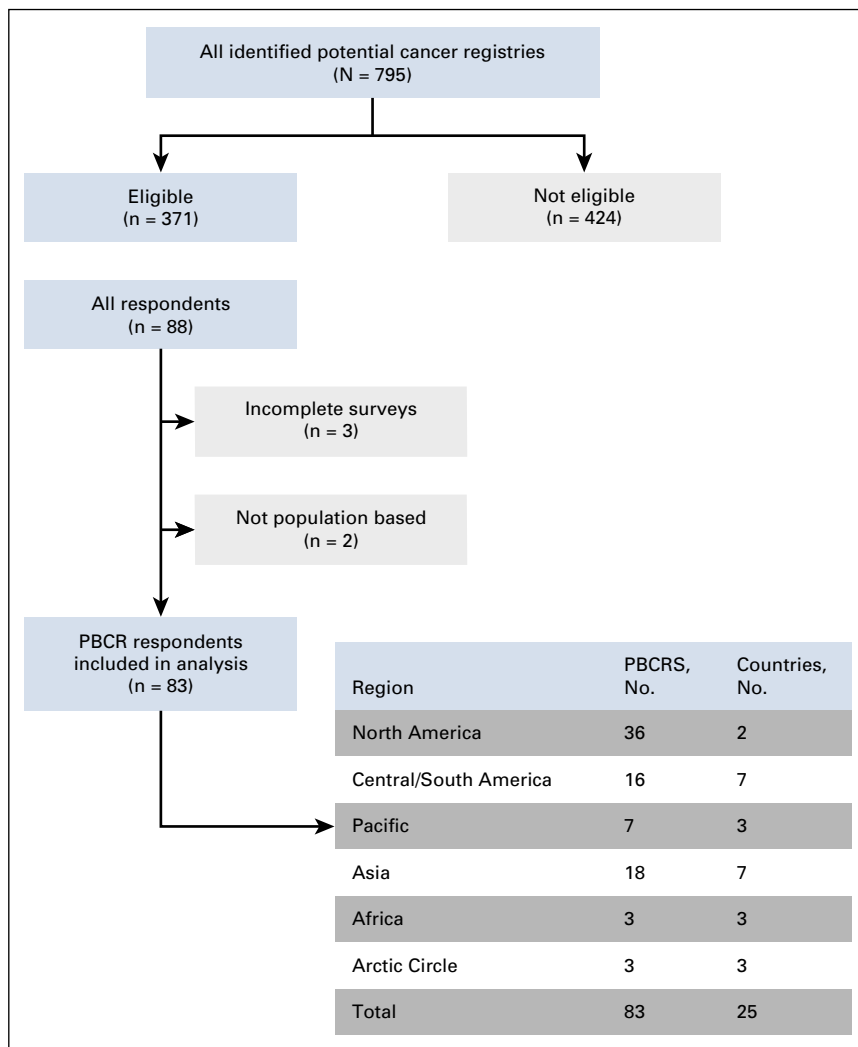 All identified potential cancer registries
(N = 795)
Eligible
(n = 371)
Not eligible
(n = 424)
All respondents
(n = 88)
Incomplete surveys
(n = 3)
Not population based
(n = 2)
PBCR respondents
included in analysis
(n = 83)
Region PBCRS, No. Countries, No.
North America 36 2
Central/South America 16 7
Pacific 7 3
Asia 18 7
Africa 3 3
Arctic Circle 3 3
Total 83 25